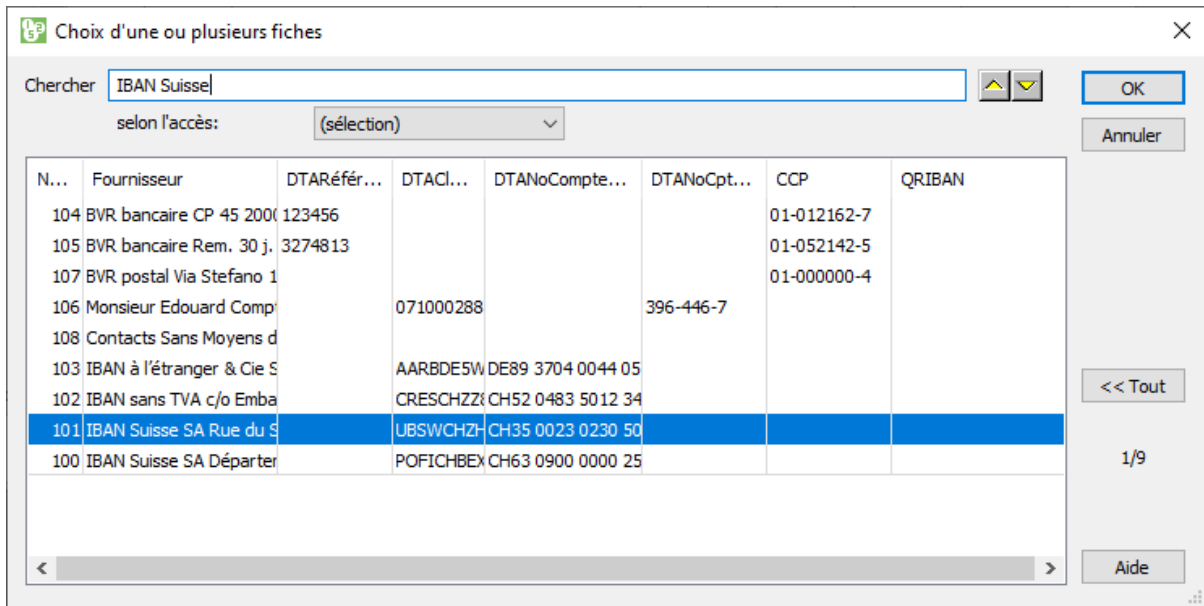 Choix d'une ou plusieurs fiches
Chercher IBAN Suisse OK
selon l'accès: (sélection) Annuler
N... Fournisseur DTARéfér... DTACl... DTANoCompte... DTANoCpt... CCP QRIBAN
104 BVR bancaire CP 45 200 123456 01-012162-7
105 BVR bancaire Rem. 30 j. 3274813 01-052142-5
107 BVR postal Via Stefano 1 01-000000-4
106 Monsieur Edouard Comp 071000288 396-446-7
108 Contacts Sans Moyens d
103 IBAN à l’étranger & Cie S AARBDE5W DE89 3704 0044 05
<< Tout
102 IBAN sans TVA c/o Emba CRESCHZZ8 CH52 0483 5012 34
101 IBAN Suisse SA Rue du S UBSWCHZH CH35 0023 0230 50
100 IBAN Suisse SA Départer POFICHBEX CH63 0900 0000 25
1/9
Aide